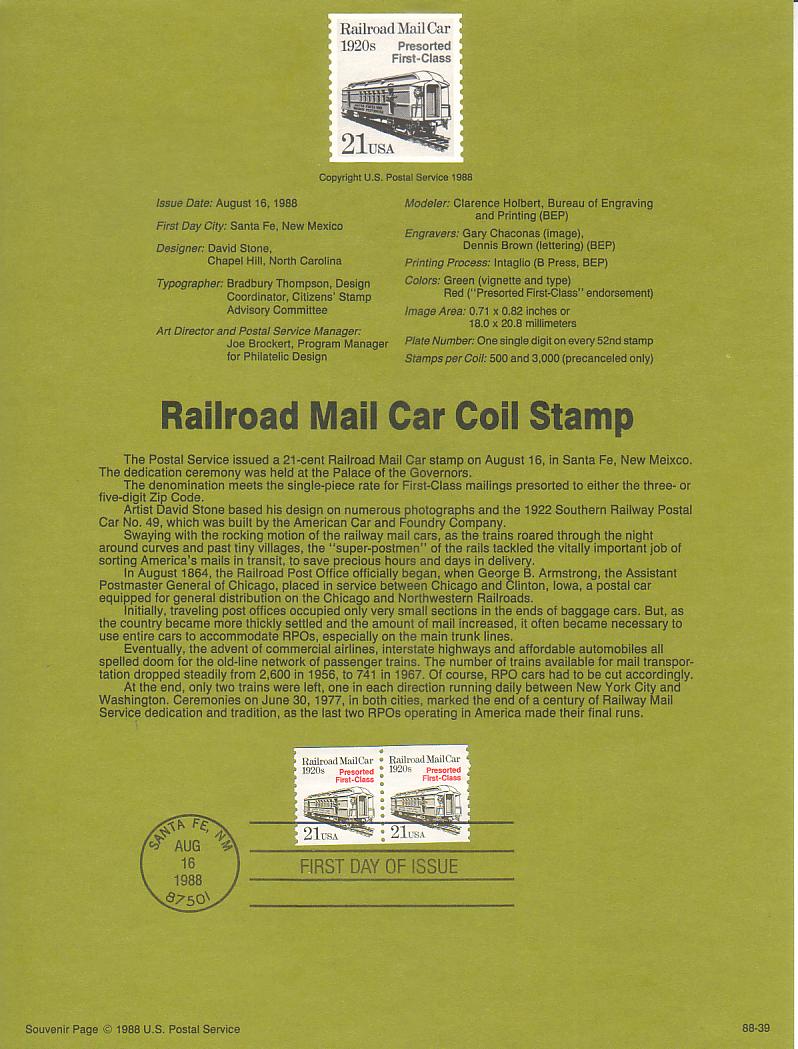 Railroad Mail Car
1920s Presorted
First-Class
21USA
Copyright U.S. Postal Service 1988
Issue Date: August 16, 1988
First Day City: Santa Fe, New Mexico
Designer: David Stone,
Chapel Hill, North Carolina
Typographer: Bradbury Thompson, Design
Coordinator, Citizens' Stamp
Advisory Committee
Art Director and Postal Service Manager:
Joe Brockert, Program Manager
for Philatelic Design
Modeler: Clarence Holbert, Bureau of Engraving
and Printing (BEP)
Engravers: Gary Chaconas (image),
Dennis Brown (lettering) (BEP)
Printing Process: Intaglio (B Press, BEP)
Colors: Green (vignette and type)
Red ("Presorted First-Class" endorsement)
Image Area: 0.71 x 0.82 inches or
18.0 x 20.8 millimeters
Plate Number: One single digit on every 52nd stamp
Stamps per Coil: 500 and 3,000 (precanceled only)
Railroad Mail Car Coil Stamp
The Postal Service issued a 21-cent Railroad Mail Car stamp on August 16, in Santa Fe, New Meixco.
The dedication ceremony was held at the Palace of the Governors.
The denomination meets the single-piece rate for First-Class mailings presorted to either the three- or
five-digit Zip Code.
Artist David Stone based his design on numerous photographs and the 1922 Southern Railway Postal
Car No. 49, which was built by the American Car and Foundry Company.
Swaying with the rocking motion of the railway mail cars, as the trains roared through the night
around curves and past tiny villages, the "super-postmen" of the rails tackled the vitally important job of
sorting America's mails in transit, to save precious hours and days in delivery.
In August 1864, the Railroad Post Office officially began, when George B. Armstrong, the Assistant
Postmaster General of Chicago, placed in service between Chicago and Clinton, Iowa, a postal car
equipped for general distribution on the Chicago and Northwestern Railroads.
Initially, traveling post offices occupied only very small sections in the ends of baggage cars. But, as
the country became more thickly settled and the amount of mail increased, it often became necessary to
use entire cars to accommodate RPOs, especially on the main trunk lines.
Eventually, the advent of commercial airlines, interstate highways and affordable automobiles all
spelled doom for the old-line network of passenger trains. The number of trains available for mail transpor-
tation dropped steadily from 2,600 in 1956, to 741 in 1967. Of course, RPO cars had to be cut accordingly.
At the end, only two trains were left, one in each direction running daily between New York City and
Washington. Ceremonies on June 30, 1977, in both cities, marked the end of a century of Railway Mail
Service dedication and tradition, as the last two RPOs operating in America made their final runs.
Railroad Mail Car
1920s Presorted
First-Class
21USA
Railroad Mail Car
1920s Presorted
First-Class
21USA
SANTA FE, NM
AUG
16
1988
87501
FIRST DAY OF ISSUE
Souvenir Page © 1988 U.S. Postal Service
88-39